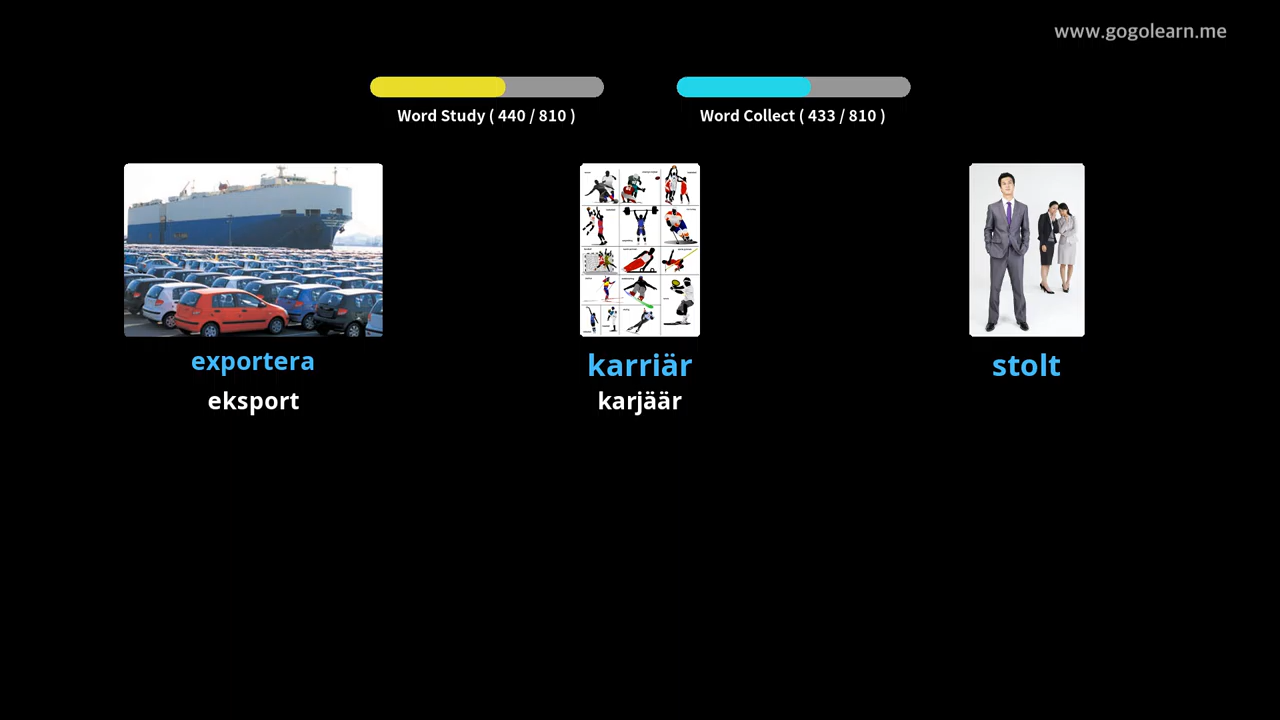 www.gogolearn.me
Word Study ( 440 / 810 )
Word Collect ( 433 / 810 )
exportera
eksport
karriär
karjäär
stolt